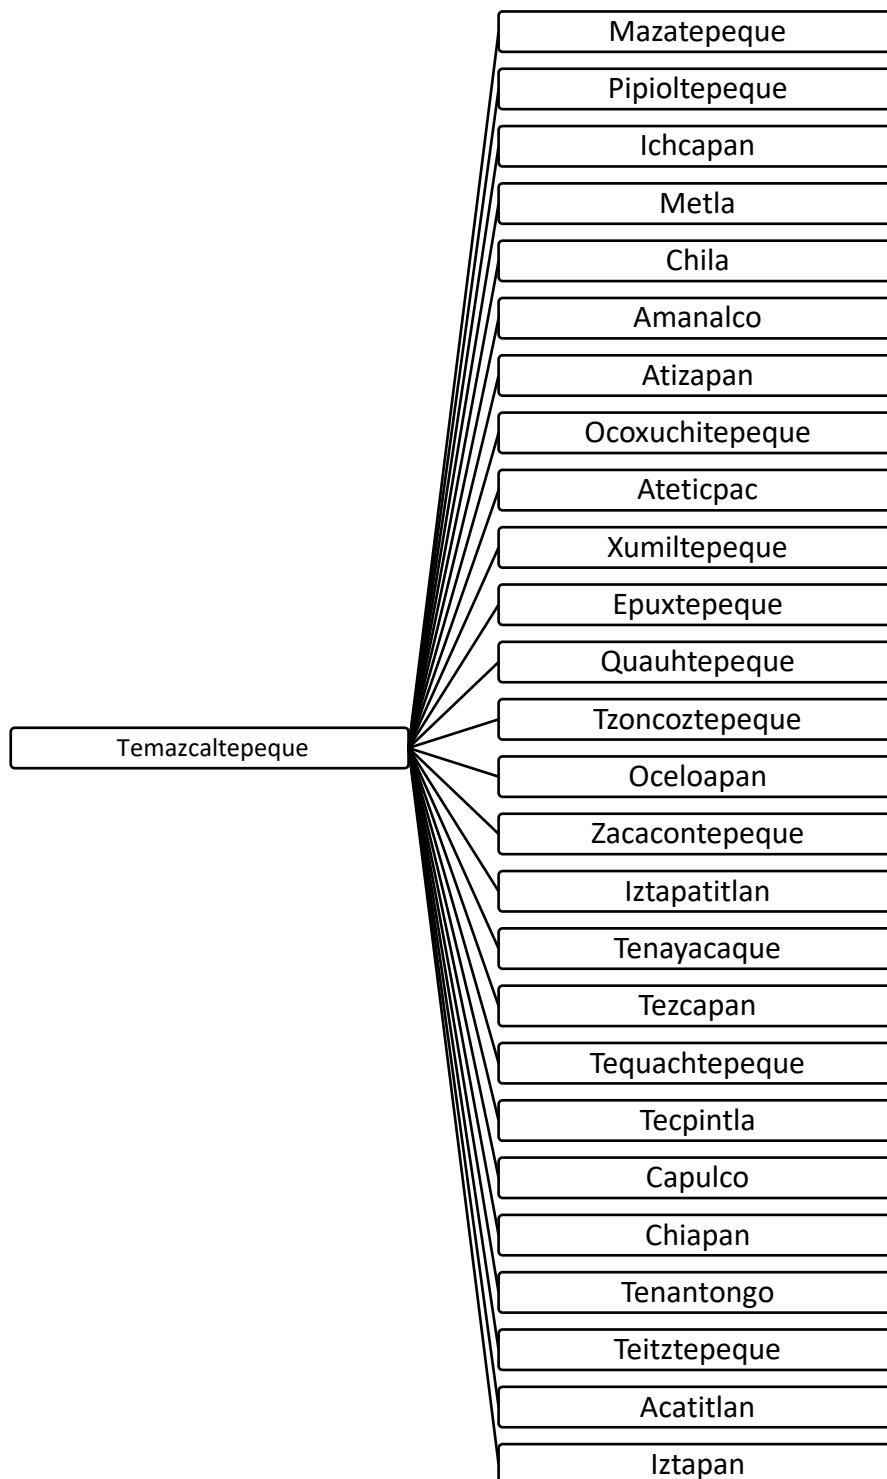 Mazatepeque
Pipioltepeque
Ichcapan
Metla
Chila
Amanalco
Atizapan
Ocoxuchitepeque
Ateticpac
Xumiltepeque
Epuxtepeque
Quauhtepeque
Tzoncoztepeque
Temazcaltepeque
Oceloapan
Zacacontepeque
Iztapatitlan
Tenayacaque
Tezcapan
Tequachtepeque
Tecpintla
Capulco
Chiapan
Tenantongo
Teitztepeque
Acatitlan
Iztapan